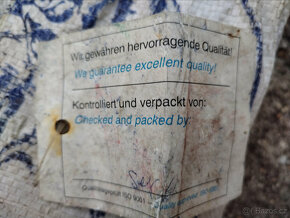 Wir gewähren hervorragende Qualität!
We guarantee excellent quality!
Kontrolliert und verpackt von:
Checked and packed by: